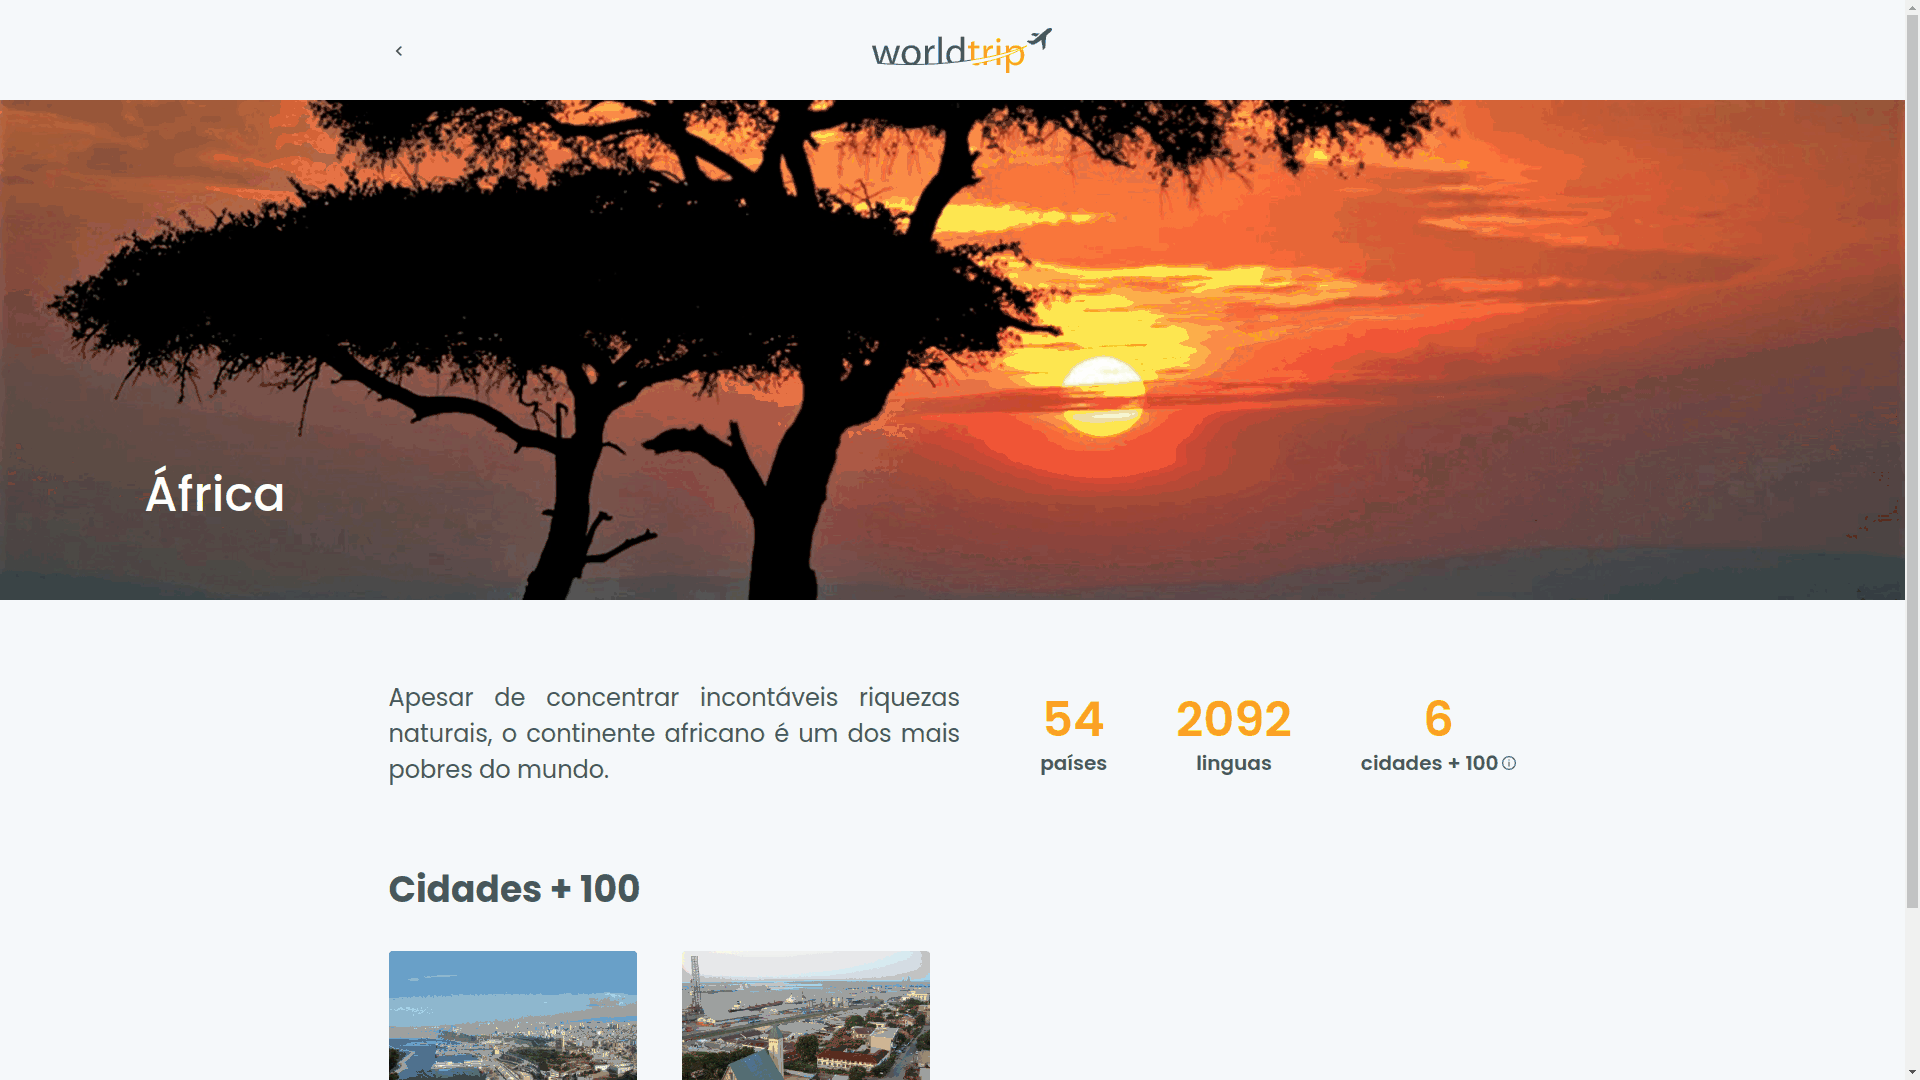 worldtrip
África
Apesar de concentrar incontáveis riquezas
naturais, o continente africano é um dos mais
pobres do mundo.
54
países
2092
linguas
6
cidades + 100
Cidades + 100